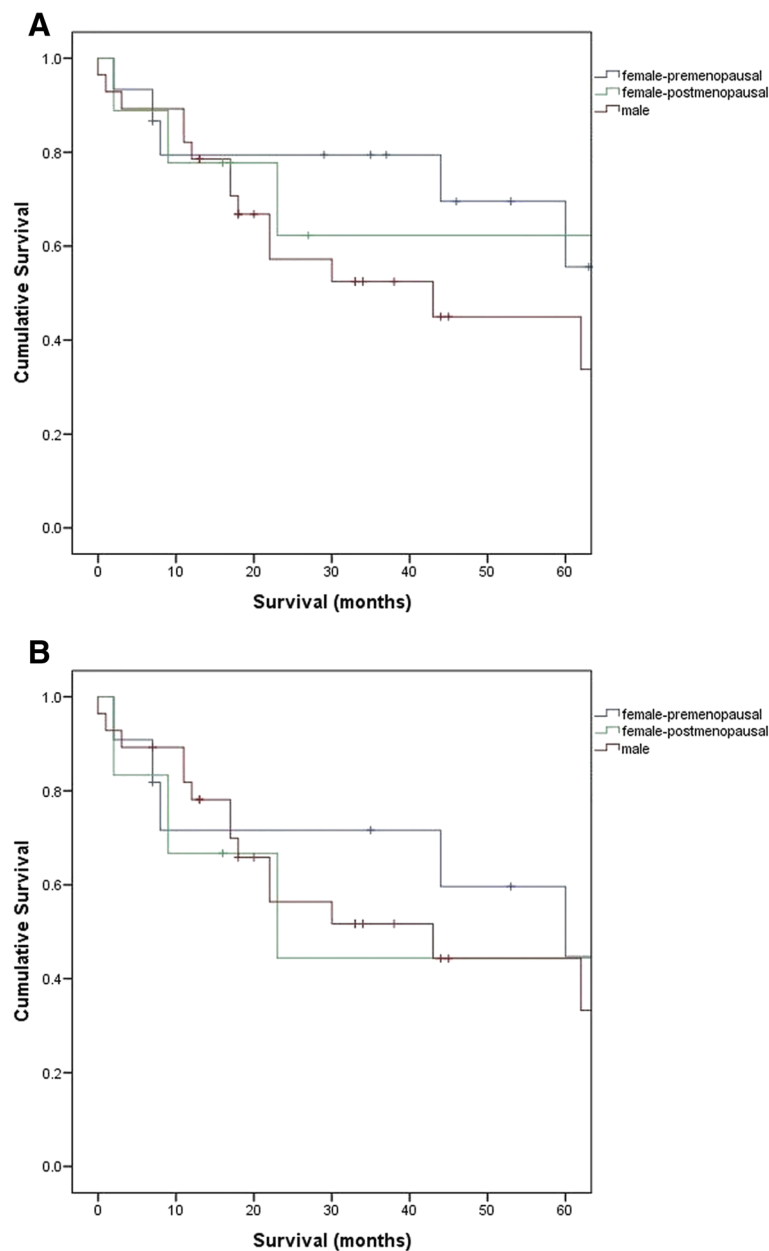 A
1.0
0.8
0.6
0.4
0.2
0.0
Cumulative Survival
0 10 20 30 40 50 60
Survival (months)
female-premenopausal
female-postmenopausal
male
B
1.0
0.8
0.6
0.4
0.2
0.0
Cumulative Survival
0 10 20 30 40 50 60
Survival (months)
female-premenopausal
female-postmenopausal
male